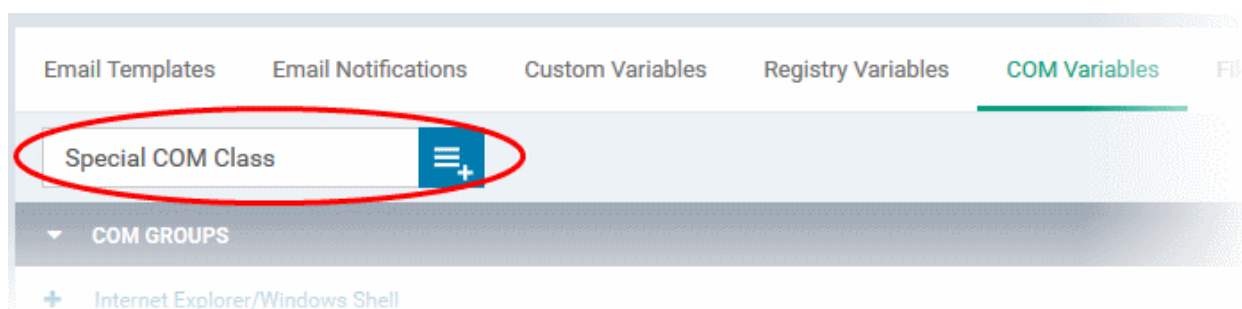 Email Templates Email Notifications Custom Variables Registry Variables COM Variables
Special COM Class
COM GROUPS
Internet Explorer/Windows Shell